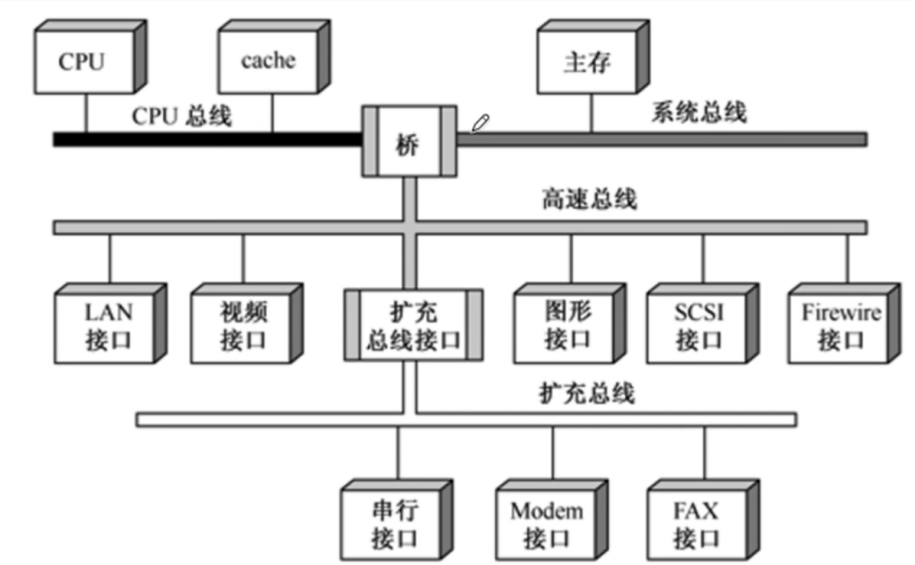 CPU
cache
主存
CPU 总线
系统总线
桥
高速总线
LAN
接口
视频
接口
扩充
总线接口
图形
接口
SCSI
接口
Firewire
接口
扩充总线
串行
接口
Modem
接口
FAX
接口